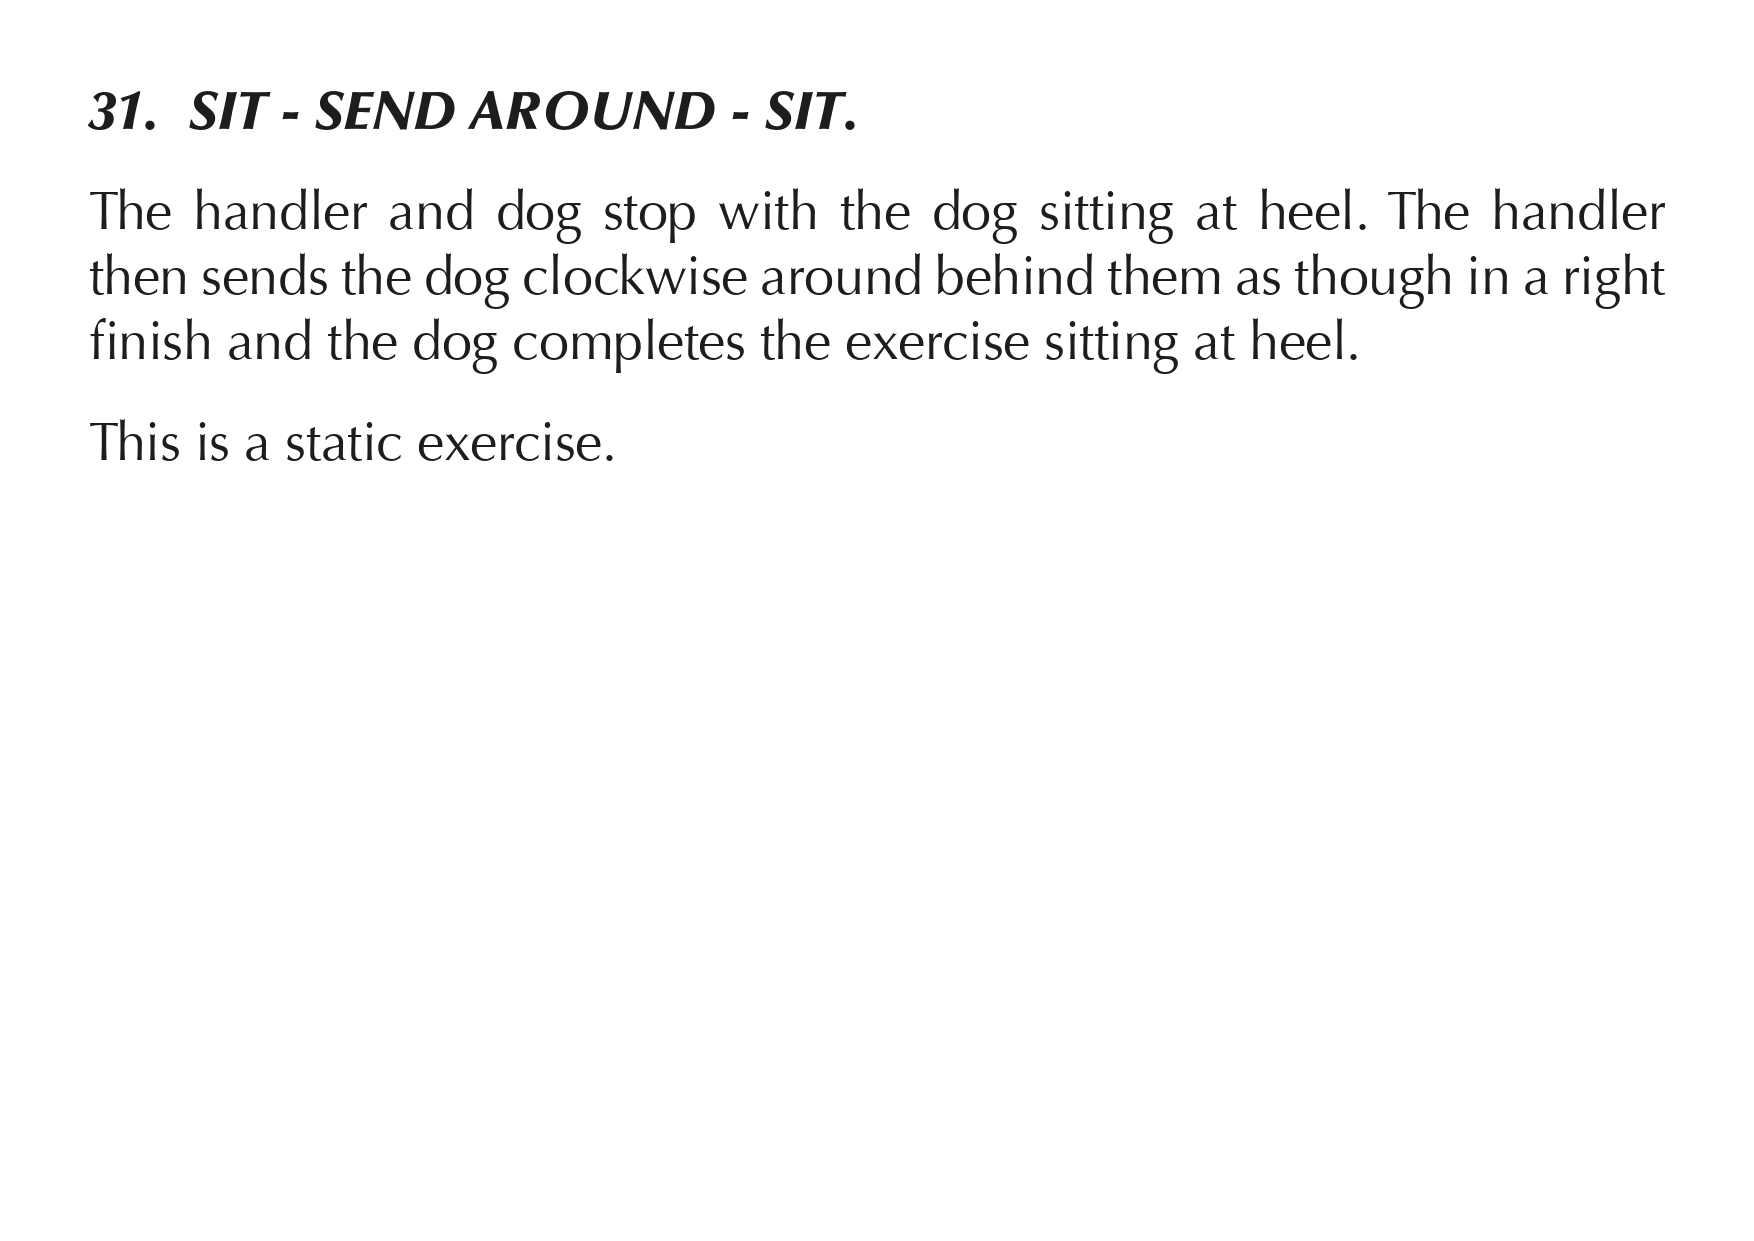 31. SIT - SEND AROUND - SIT.
The handler and dog stop with the dog sitting at heel. The handler
then sends the dog clockwise around behind them as though in a right
finish and the dog completes the exercise sitting at heel.
This is a static exercise.